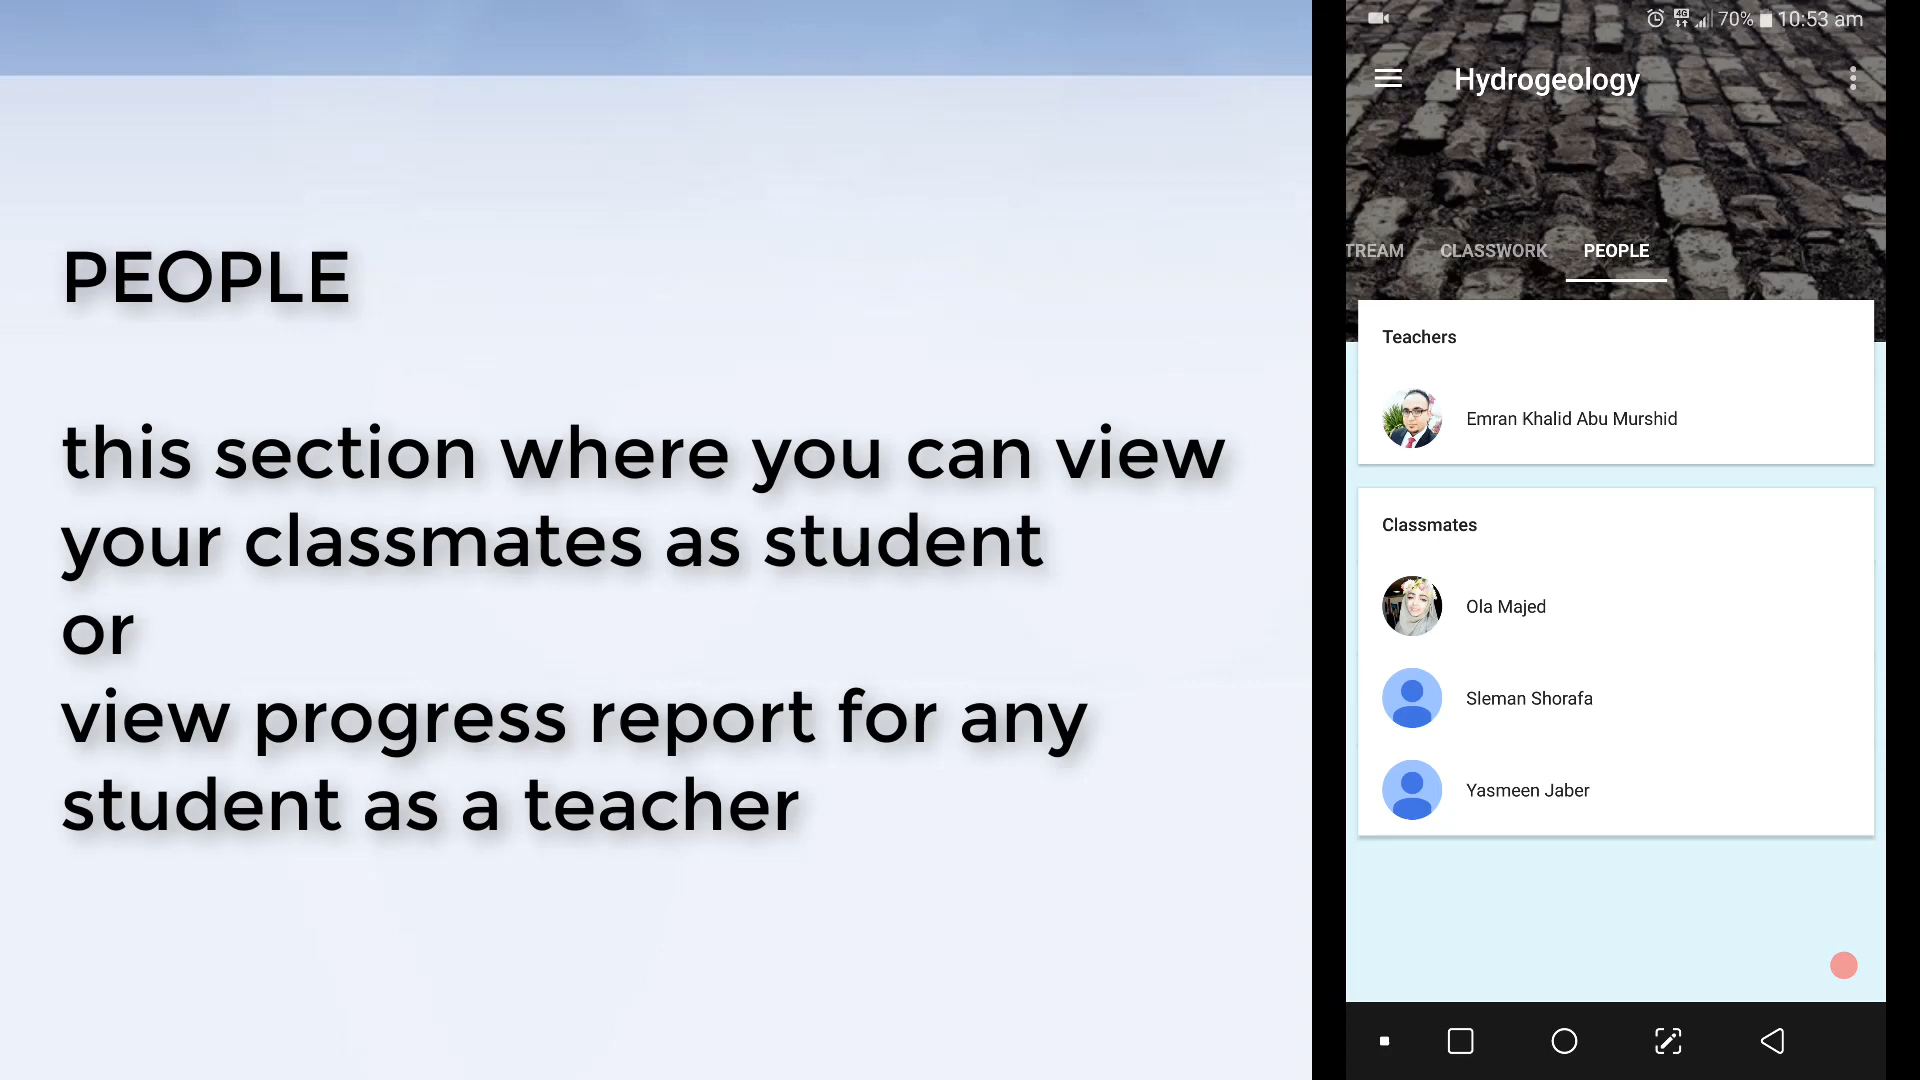 PEOPLE
this section where you can view
your classmates as student
or
view progress report for any
student as a teacher
4G 70% 10:53 am
Hydrogeology
TREAM CLASSWORK PEOPLE
Teachers
Emran Khalid Abu Murshid
Classmates
Ola Majed
Sleman Shorafa
Yasmeen Jaber